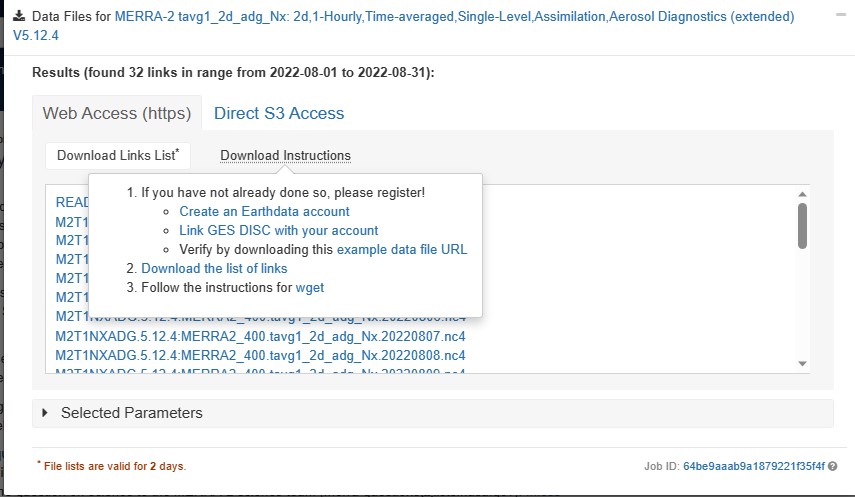 Data Files for MERRA-2 tavg1_2d_adg_Nx: 2d,1-Hourly,Time-averaged,Single-Level,Assimilation,Aerosol Diagnostics (extended)
V5.12.4
Results (found 32 links in range from 2022-08-01 to 2022-08-31):
Web Access (https) Direct S3 Access
Download Links List* Download Instructions
1. If you have not already done so, please register!
Create an Earthdata account
Link GES DISC with your account
Verify by downloading this example data file URL
2. Download the list of links
3. Follow the instructions for wget
READ
M2T1
M2T1
M2T1
M2T1
M2T1
M2T1NXADG.5.12.4:MERRA2_400.tavg1_2d_adg_Nx.20220806.nc4
M2T1NXADG.5.12.4:MERRA2_400.tavg1_2d_adg_Nx.20220807.nc4
M2T1NXADG.5.12.4:MERRA2_400.tavg1_2d_adg_Nx.20220808.nc4
M2T1NXADG.5.12.4:MERRA2_400.tavg1_2d_adg_Nx.20220809.nc4
Selected Parameters
* File lists are valid for 2 days.
Job ID: 64be9aaab9a1879221f35f4f